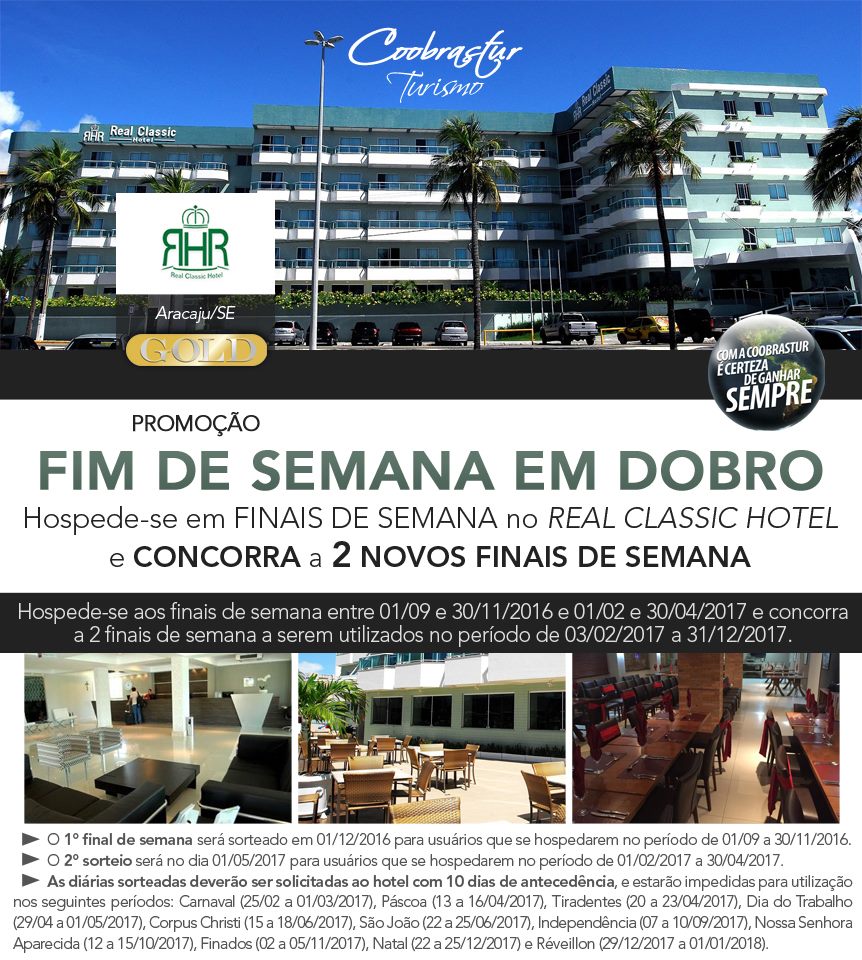 Coobrastur
Turismo
RHR Real Classic
Hotel
RHR
Real Classic Hotel
Aracaju/SE
GOLD
COM A COOBRASTUR
É CERTEZA
DE GANHAR
SEMPRE
PROMOÇÃO
FIM DE SEMANA EM DOBRO
Hospede-se em FINAIS DE SEMANA no REAL CLASSIC HOTEL
e CONCORRA a 2 NOVOS FINAIS DE SEMANA
Hospede-se aos finais de semana entre 01/09 e 30/11/2016 e 01/02 e 30/04/2017 e concorra
a 2 finais de semana a serem utilizados no período de 03/02/2017 a 31/12/2017.
► O 1º final de semana será sorteado em 01/12/2016 para usuários que se hospedarem no período de 01/09 a 30/11/2016.
► O 2º sorteio será no dia 01/05/2017 para usuários que se hospedarem no período de 01/02/2017 a 30/04/2017.
► As diárias sorteadas deverão ser solicitadas ao hotel com 10 dias de antecedência, e estarão impedidas para utilização
nos seguintes períodos: Carnaval (25/02 a 01/03/2017), Páscoa (13 a 16/04/2017), Tiradentes (20 a 23/04/2017), Dia do Trabalho
(29/04 a 01/05/2017), Corpus Christi (15 a 18/06/2017), São João (22 a 25/06/2017), Independência (07 a 10/09/2017), Nossa Senhora
Aparecida (12 a 15/10/2017), Finados (02 a 05/11/2017), Natal (22 a 25/12/2017) e Réveillon (29/12/2017 a 01/01/2018).